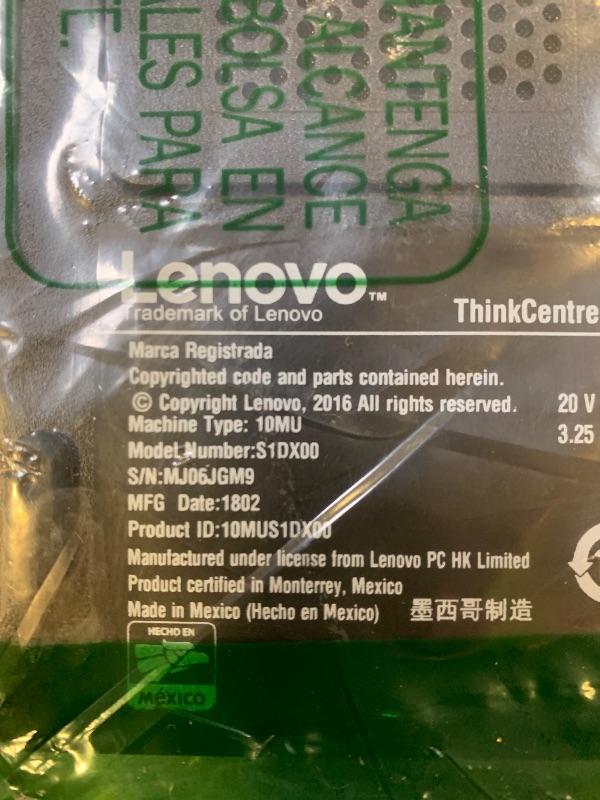 MANTENGA
ALCANCE
BOLSA EN
ALES PARA
TE.
Lenovo™
Trademark of Lenovo
ThinkCentre
Marca Registrada
Copyrighted code and parts contained herein.
© Copyright Lenovo, 2016 All rights reserved.
20 V
Machine Type: 10MU
3.25
Model Number:S1DX00
S/N:MJ06JGM9
MFG Date:1802
Product ID:10MUS1DX00
Manufactured under license from Lenovo PC HK Limited
Product certified in Monterrey, Mexico
Made in Mexico (Hecho en Mexico) 墨西哥制造
HECHO EN
MéxICO